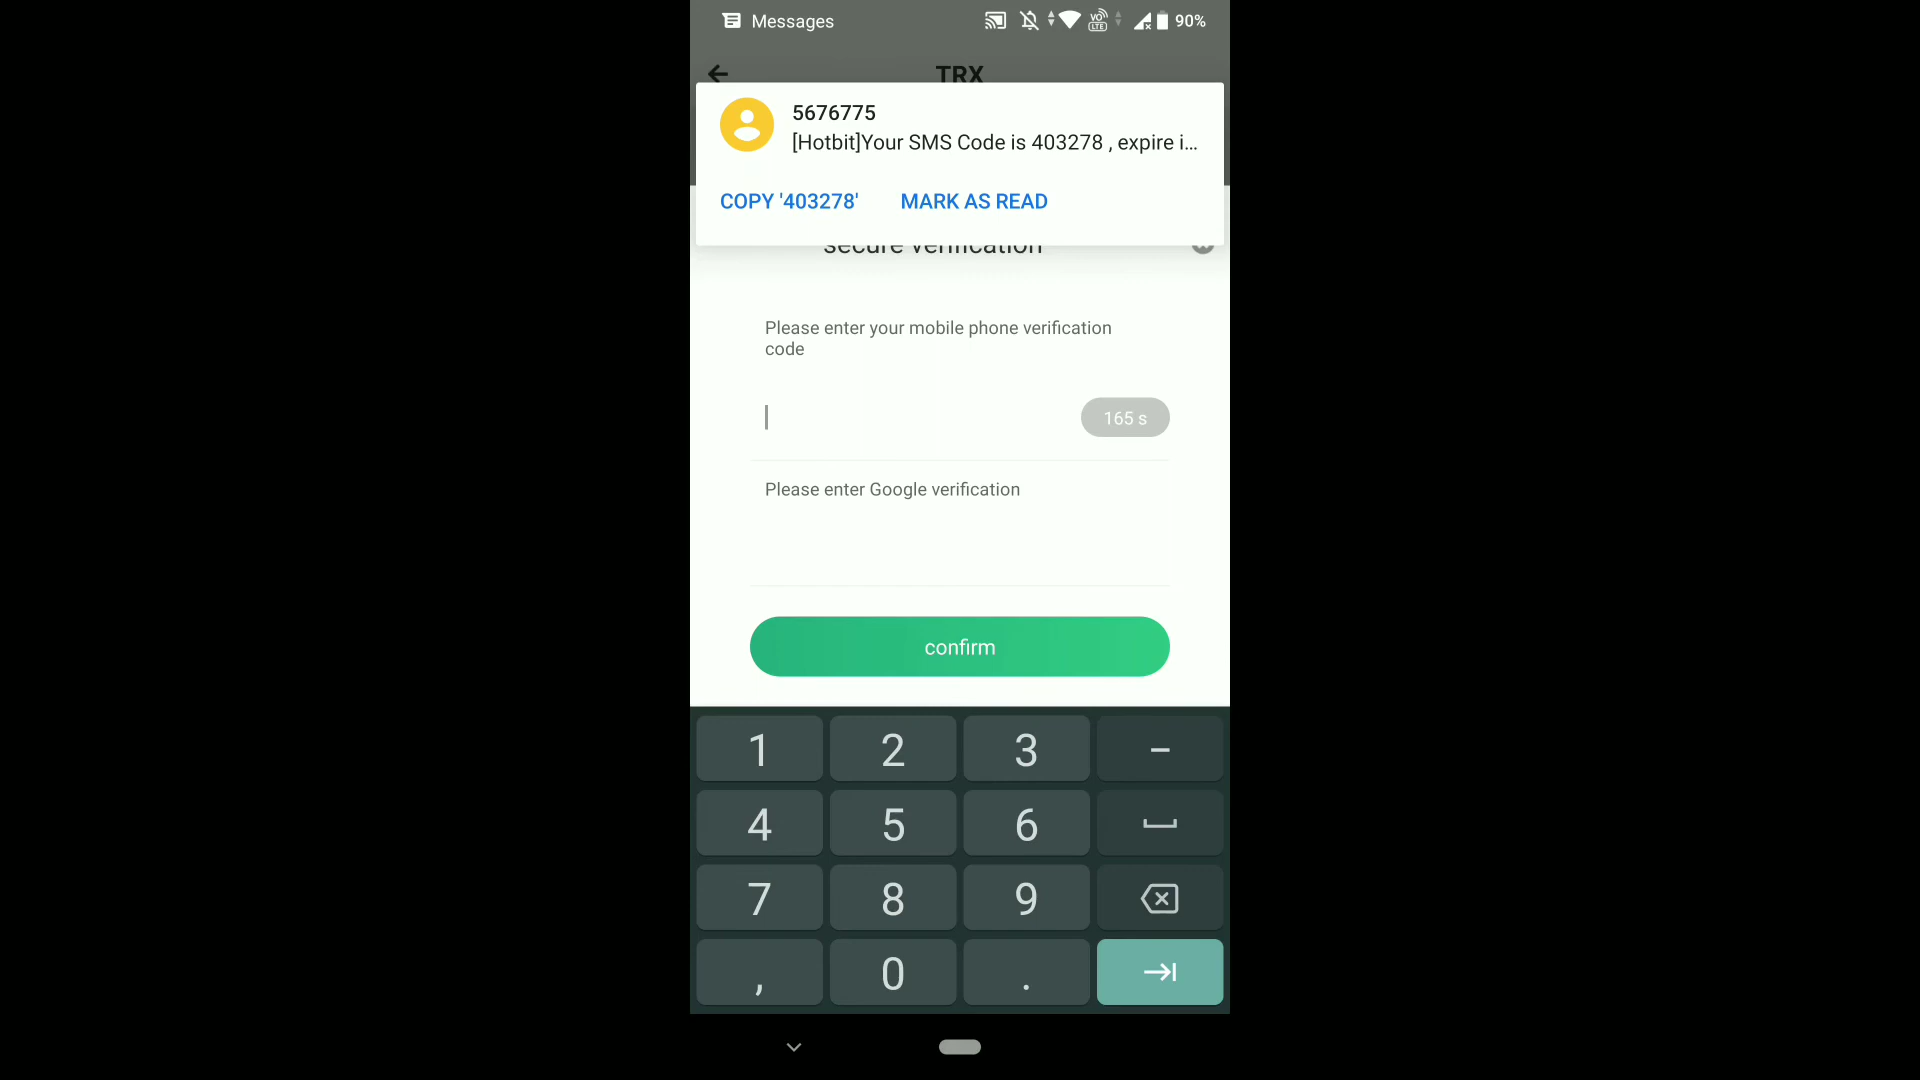 Messages
VO LTE
90%
TRX
5676775
[Hotbit]Your SMS Code is 403278 , expire i...
COPY '403278'
MARK AS READ
secure verification
Please enter your mobile phone verification
code
165 s
Please enter Google verification
confirm
1 2 3 –
4 5 6
7 8 9
, 0 .